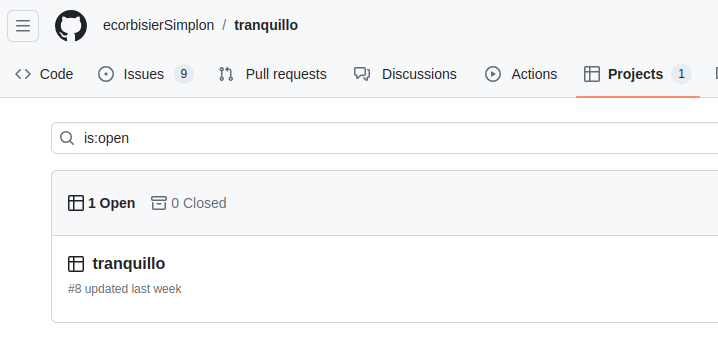 ecorbisierSimplon / tranquillo
Code Issues 9 Pull requests Discussions Actions Projects 1
is:open
1 Open 0 Closed
tranquillo
#8 updated last week